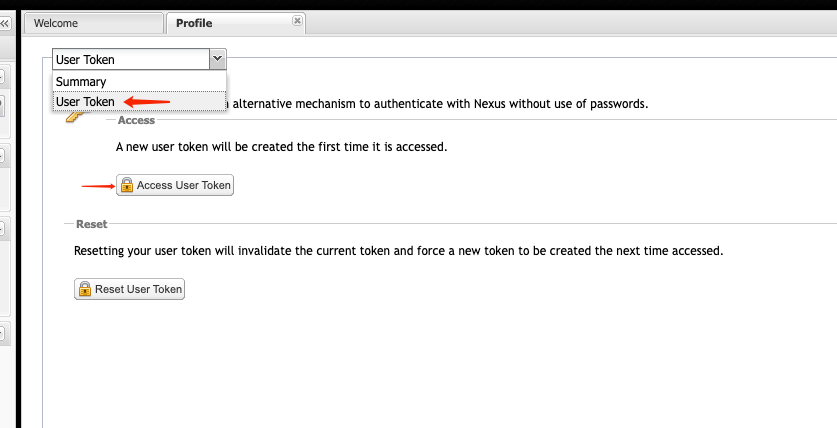 Welcome
Profile
User Token
Summary
User Token
alternative mechanism to authenticate with Nexus without use of passwords.
Access
A new user token will be created the first time it is accessed.
Access User Token
Reset
Resetting your user token will invalidate the current token and force a new token to be created the next time accessed.
Reset User Token